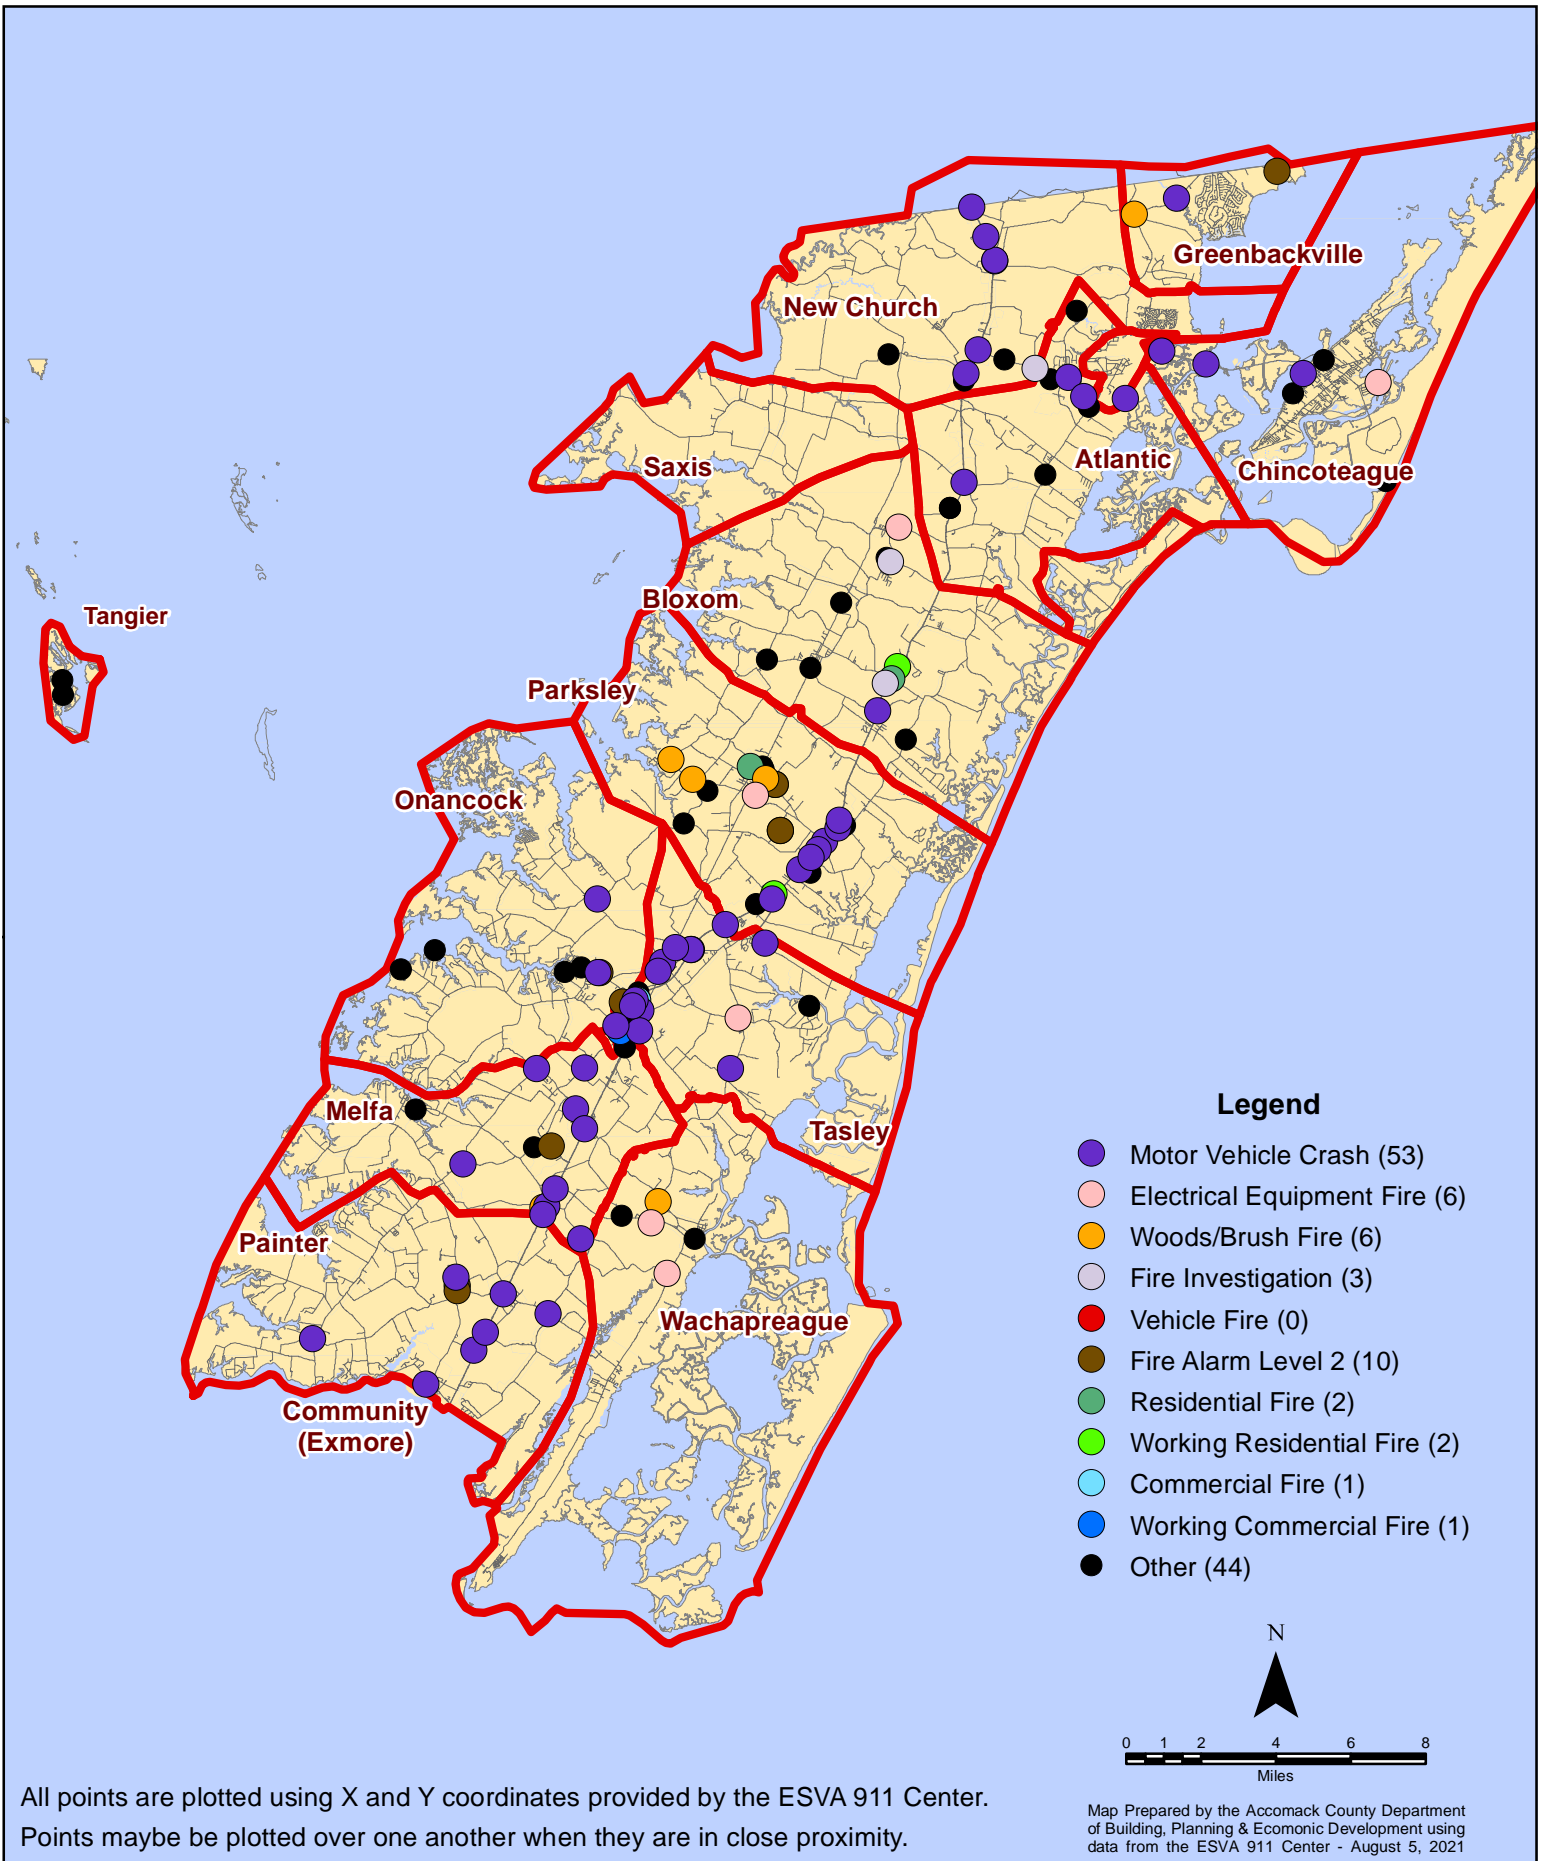 Greenbackville
New Church
Atlantic
Chincoteague
Saxis
Bloxom
Tangier
Parksley
Onancock
Melfa
Tasley
Painter
Wachapreague
Community
(Exmore)
Legend
Motor Vehicle Crash (53)
Electrical Equipment Fire (6)
Woods/Brush Fire (6)
Fire Investigation (3)
Vehicle Fire (0)
Fire Alarm Level 2 (10)
Residential Fire (2)
Working Residential Fire (2)
Commercial Fire (1)
Working Commercial Fire (1)
Other (44)
N
0 1 2 4 6 8
Miles
All points are plotted using X and Y coordinates provided by the ESVA 911 Center.
Points maybe be plotted over one another when they are in close proximity.
Map Prepared by the Accomack County Department
of Building, Planning & Ecomonic Development using
data from the ESVA 911 Center - August 5, 2021